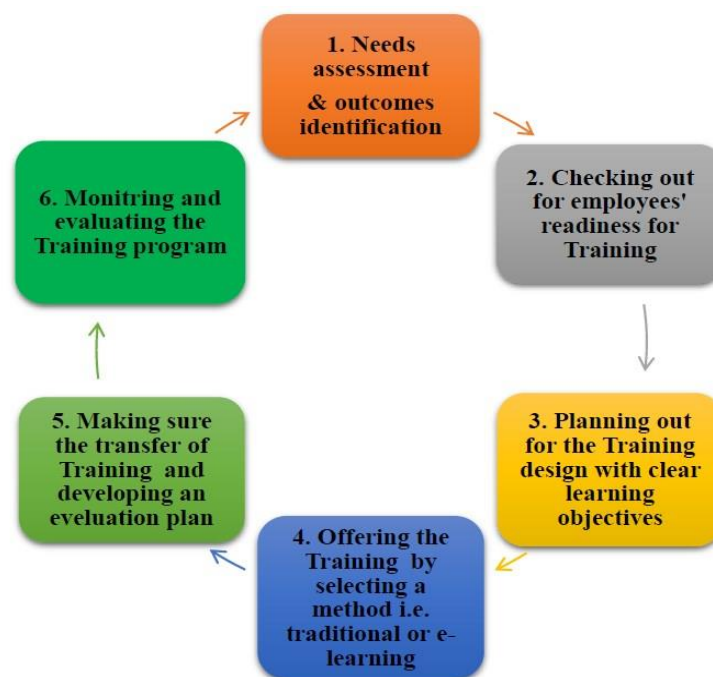 1. Needs
assessment
& outcomes
identification
2. Checking out
for employees'
readiness for
Training
3. Planning out
for the Training
design with clear
learning
objectives
4. Offering the
Training by
selecting a
method i.e.
traditional or e-
learning
5. Making sure
the transfer of
Training and
developing an
eveluation plan
6. Monitring and
evaluating the
Training program